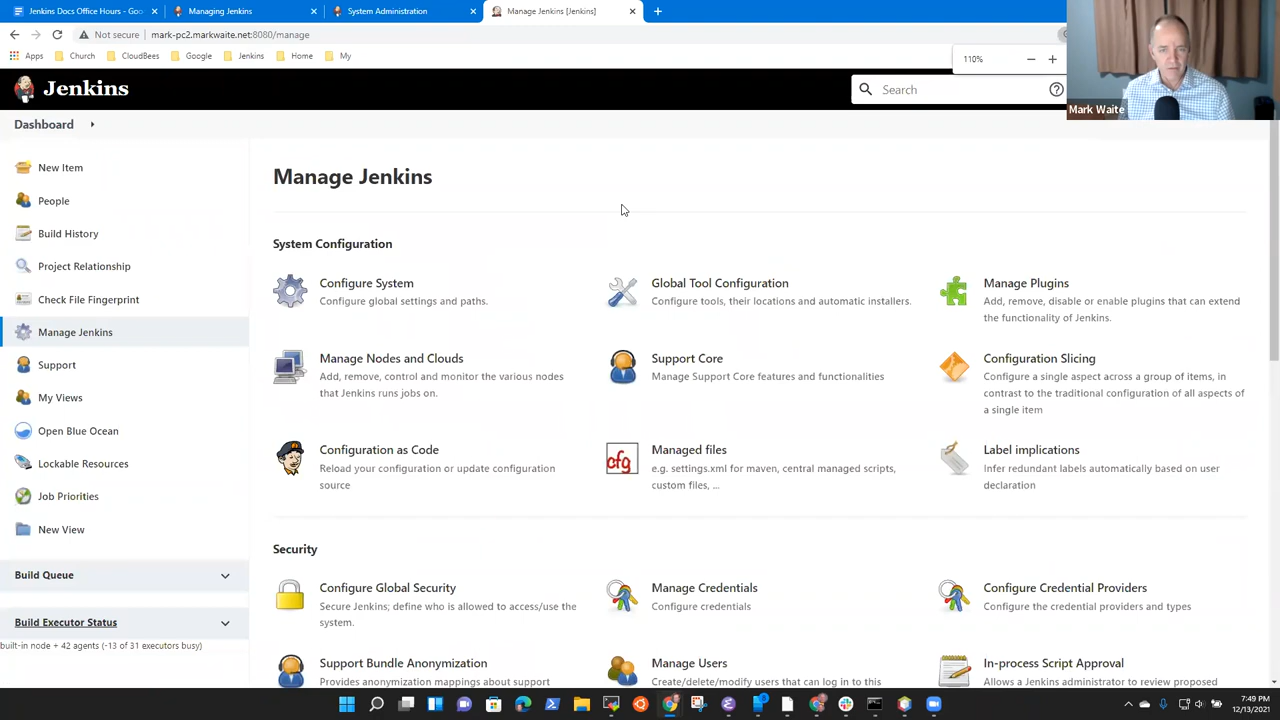 Jenkins Docs Office Hours - Goo
Managing Jenkins
System Administration
Manage Jenkins [Jenkins]
Not secure
mark-pc2.markwaite.net:8080/manage
Apps
Church
CloudBees
Google
Jenkins
Home
My
110%
Mark Waite
Jenkins
Search
Dashboard
New Item
People
Build History
Project Relationship
Check File Fingerprint
Manage Jenkins
Support
My Views
Open Blue Ocean
Lockable Resources
Job Priorities
New View
Build Queue
Build Executor Status
built-in node + 42 agents (-13 of 31 executors busy)
Manage Jenkins
System Configuration
Configure System
Configure global settings and paths.
Global Tool Configuration
Configure tools, their locations and automatic installers.
Manage Plugins
Add, remove, disable or enable plugins that can extend
the functionality of Jenkins.
Manage Nodes and Clouds
Add, remove, control and monitor the various nodes
that Jenkins runs jobs on.
Support Core
Manage Support Core features and functionalities
Configuration Slicing
Configure a single aspect across a group of items, in
contrast to the traditional configuration of all aspects of
a single item
Configuration as Code
Reload your configuration or update configuration
source
cfg
Managed files
e.g. settings.xml for maven, central managed scripts,
custom files, ...
Label implications
Infer redundant labels automatically based on user
declaration
Security
Configure Global Security
Secure Jenkins; define who is allowed to access/use the
system.
Manage Credentials
Configure credentials
Configure Credential Providers
Configure the credential providers and types
Support Bundle Anonymization
Provides anonymization mappings about support
Manage Users
Create/delete/modify users that can log in to this
In-process Script Approval
Allows a Jenkins administrator to review proposed
7:49 PM
12/13/2021